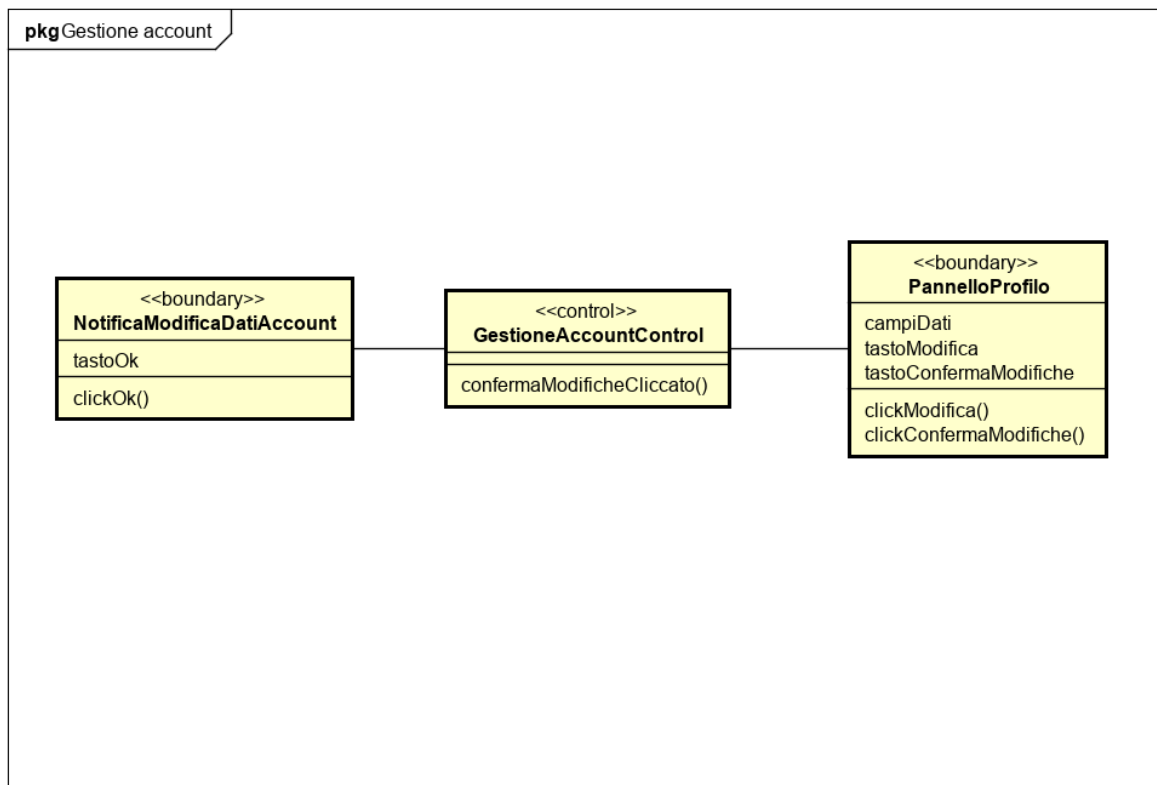 pkg Gestione account
<<boundary>>
NotificaModificaDatiAccount
tastoOk
clickOk()
<<control>>
GestioneAccountControl
confermaModificheCliccato()
<<boundary>>
PannelloProfilo
campiDati
tastoModifica
tastoConfermaModifiche
clickModifica()
clickConfermaModifiche()